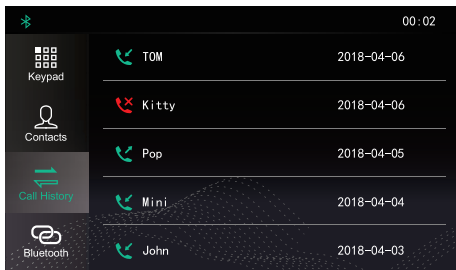 00:02
Keypad
TOM 2018-04-06
Contacts
Kitty 2018-04-06
Pop 2018-04-05
Call History
Mini 2018-04-04
Bluetooth
John 2018-04-03